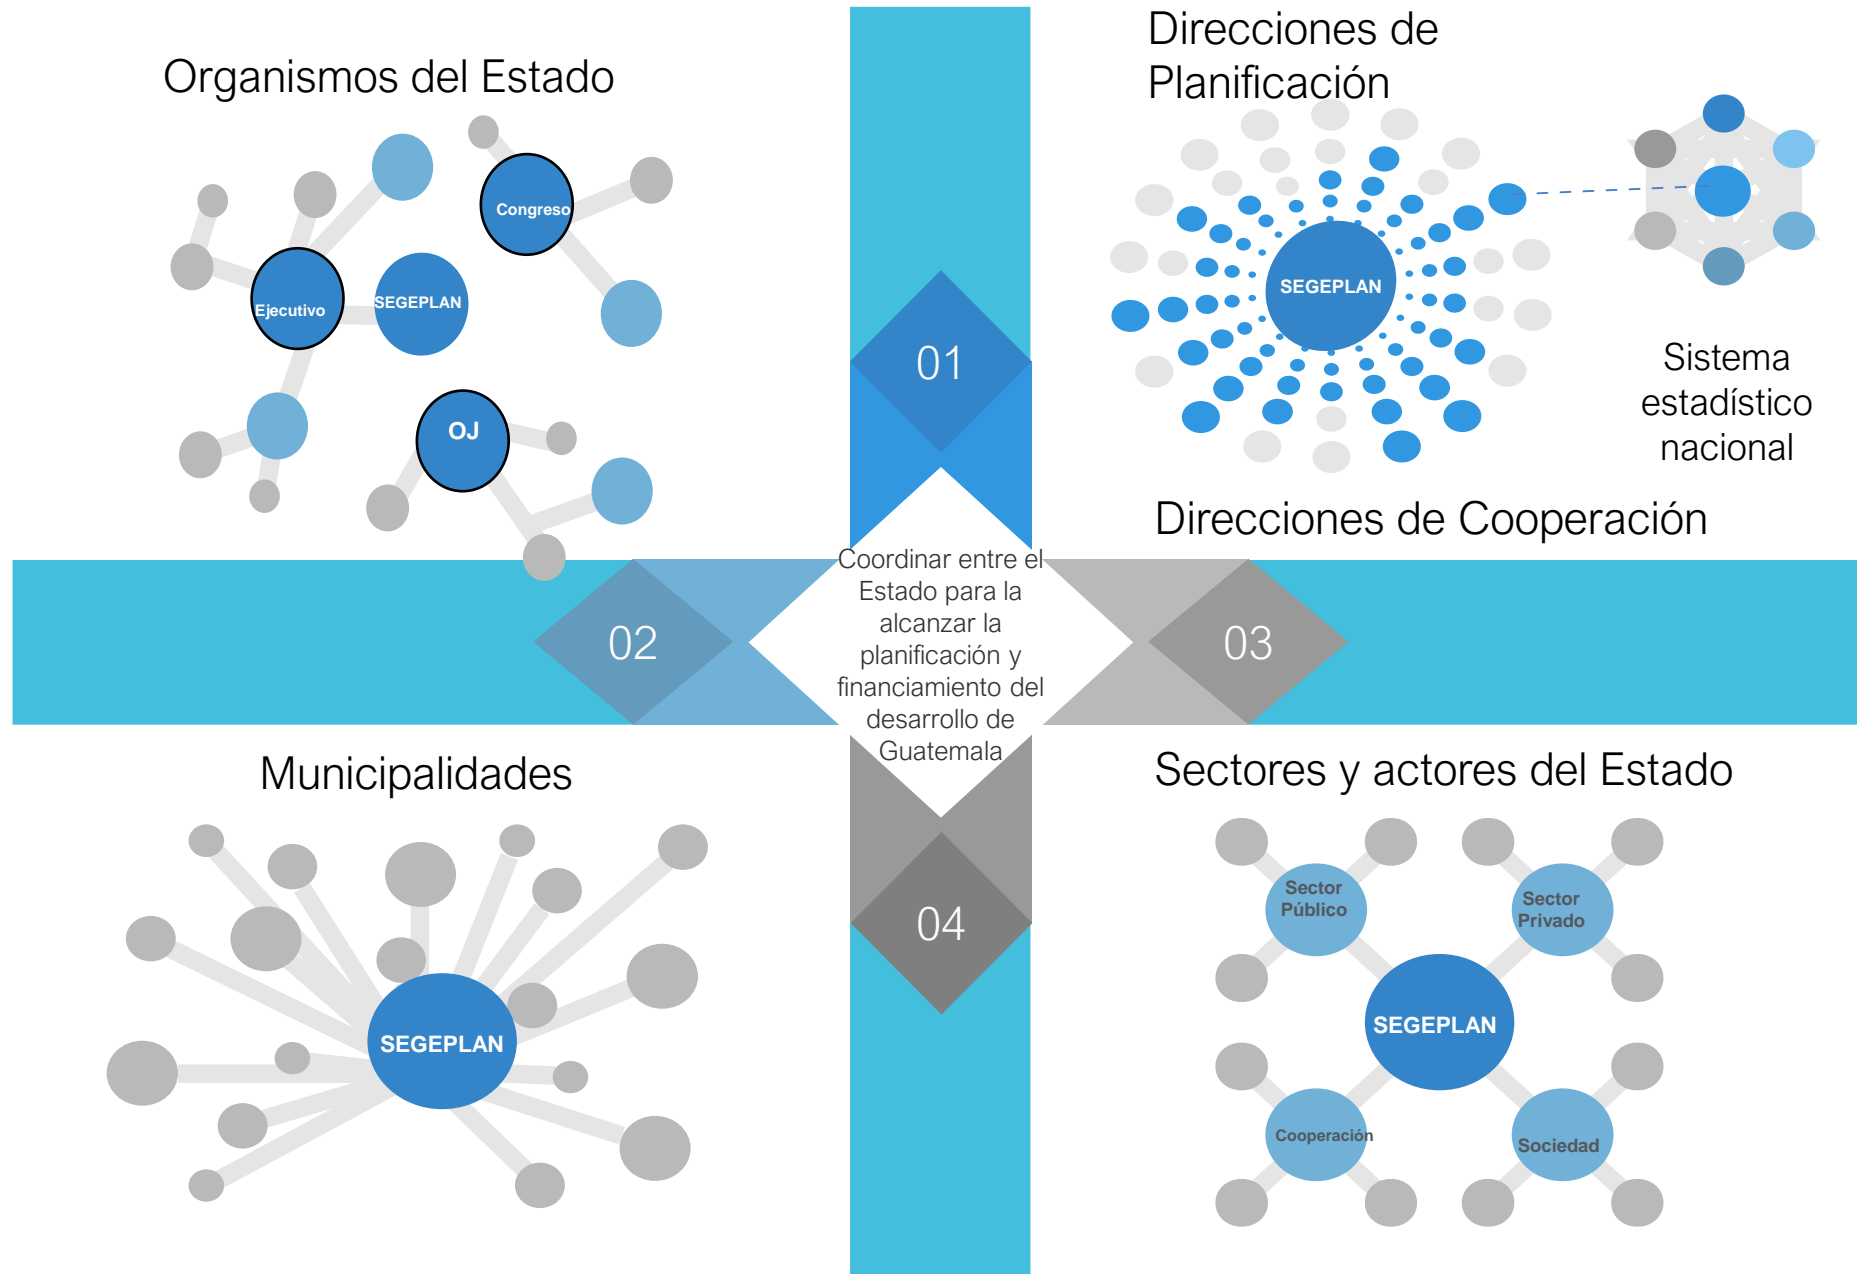 Organismos del Estado
Congreso
Ejecutivo
SEGEPLAN
OJ
01
Direcciones de
Planificación
SEGEPLAN
Sistema
estadístico
nacional
Direcciones de Cooperación
02
Coordinar entre el
Estado para la
alcanzar la
planificación y
financiamiento del
desarrollo de
Guatemala
03
04
Municipalidades
SEGEPLAN
Sectores y actores del Estado
Sector
Público
Sector
Privado
SEGEPLAN
Cooperación
Sociedad